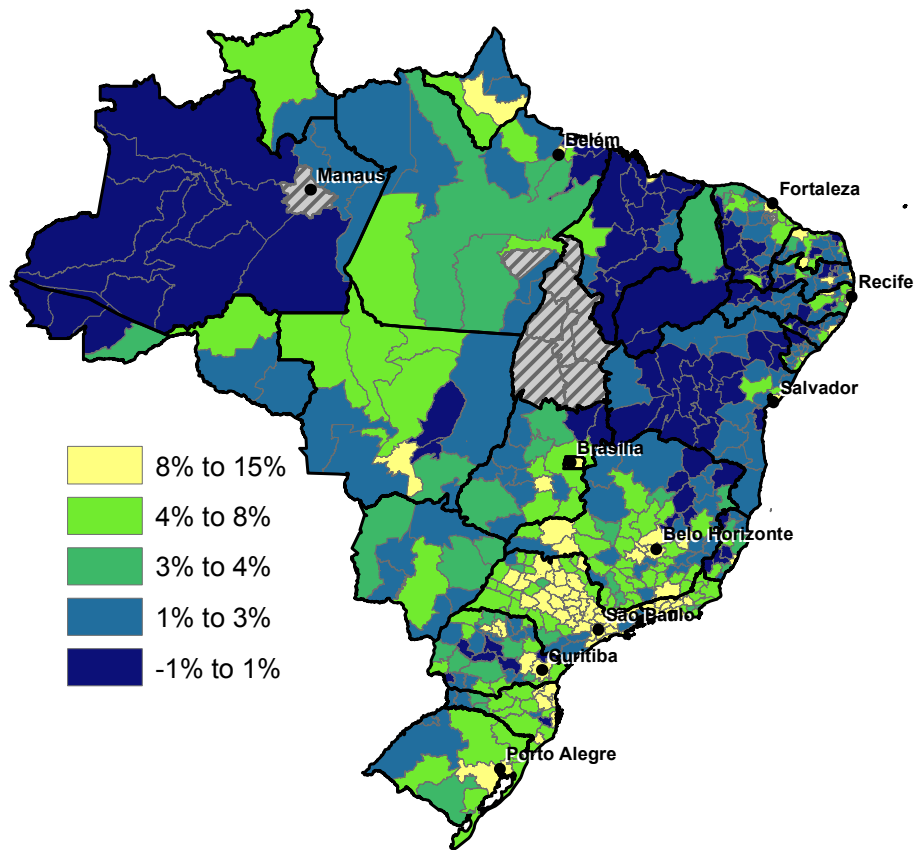 Belém
Manaus
Fortaleza
Recife
Salvador
Brasília
8% to 15%
4% to 8%
Belo Horizonte
3% to 4%
1% to 3%
São Paulo
Curitiba
-1% to 1%
Porto Alegre